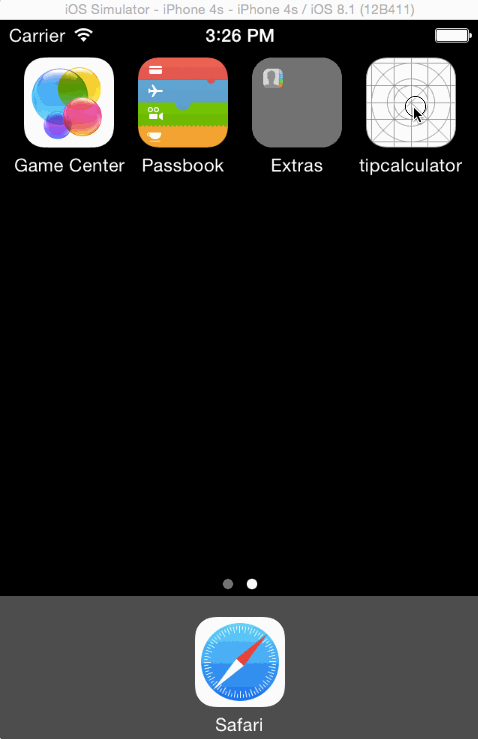 iOS Simulator - iPhone 4s - iPhone 4s / iOS 8.1 (12B411)
Carrier 3:26 PM
Game Center Passbook Extras tipcalculator
Safari